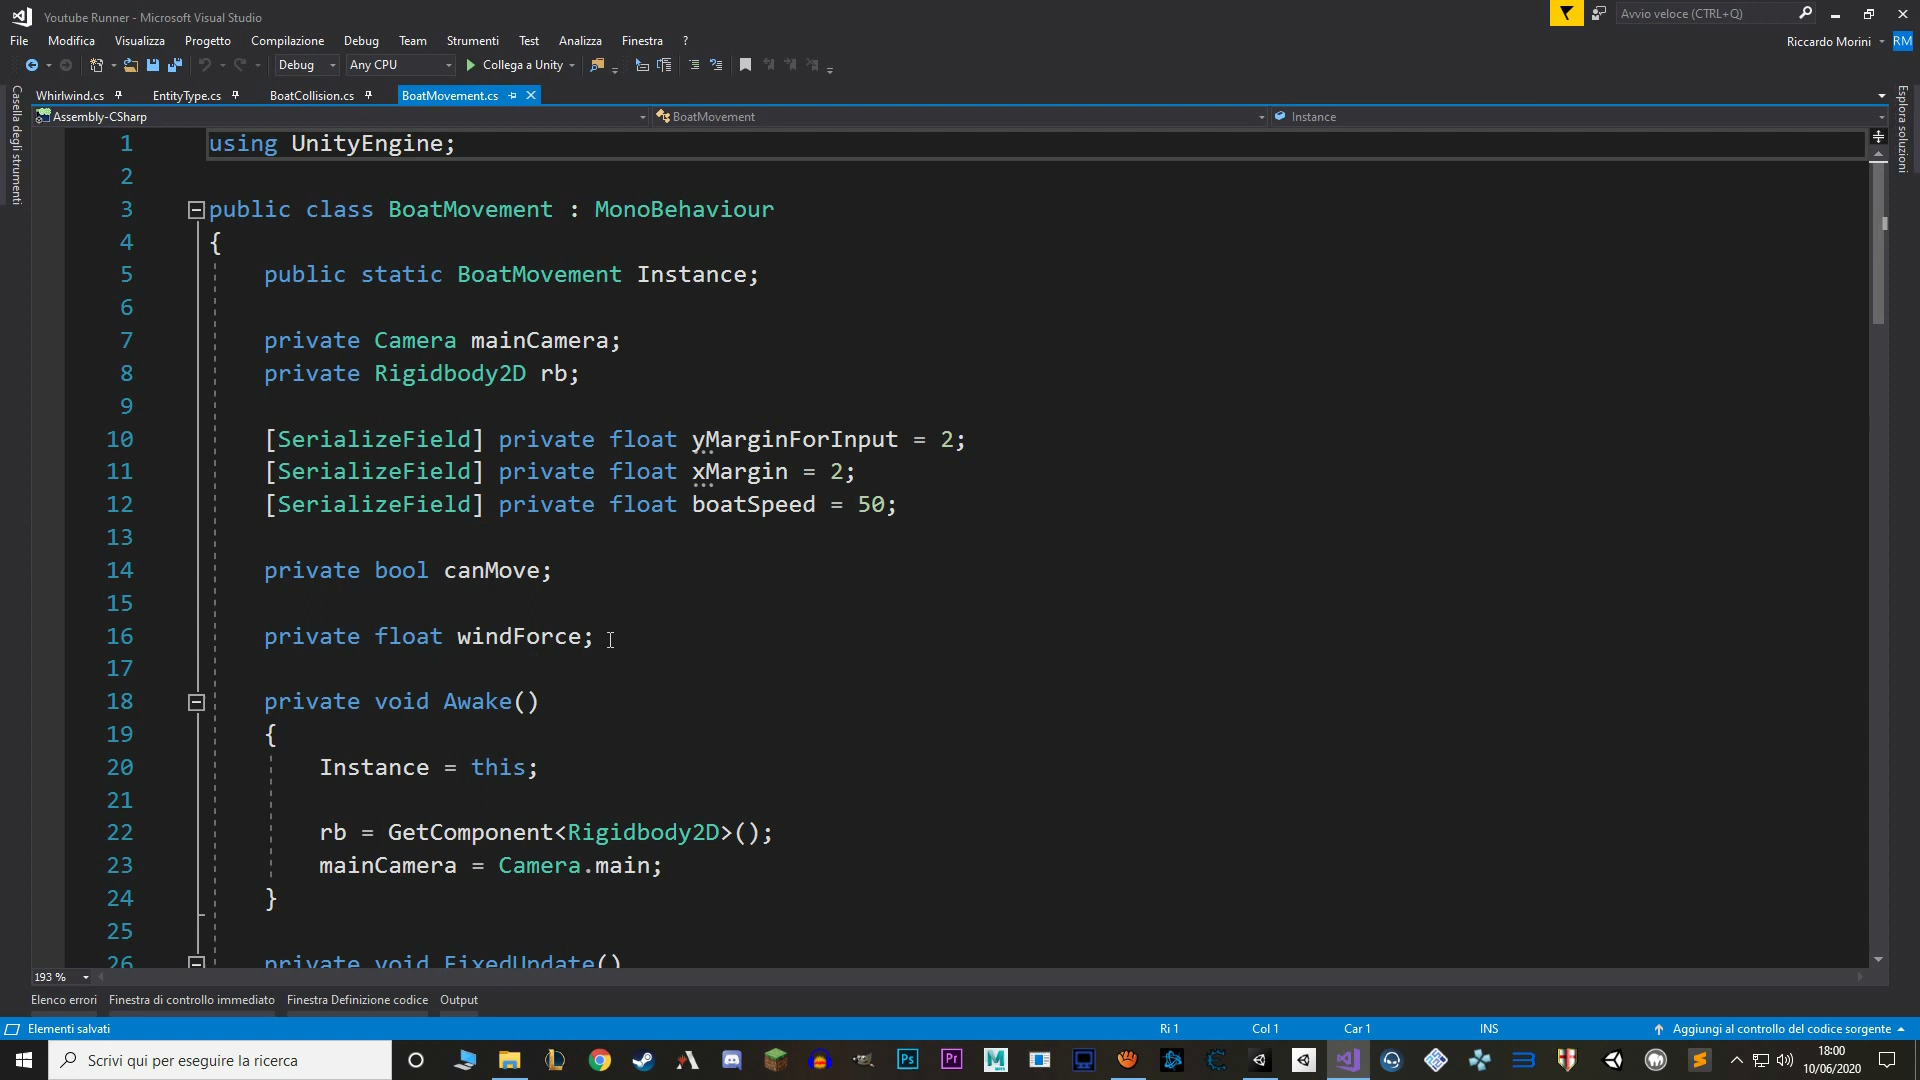 Youtube Runner - Microsoft Visual Studio
Avvio veloce (CTRL+Q)
File Modifica Visualizza Progetto Compilazione Debug Team Strumenti Test Analizza Finestra ?
Riccardo Morini RM
Debug Any CPU Collega a Unity
Whirlwind.cs EntityType.cs BoatCollision.cs BoatMovement.cs
Assembly-CSharp BoatMovement Instance
Casella degli strumenti
Esplora soluzioni
1 using UnityEngine;
2
3 public class BoatMovement : MonoBehaviour
4 {
5 public static BoatMovement Instance;
6
7 private Camera mainCamera;
8 private Rigidbody2D rb;
9
10 [SerializeField] private float yMarginForInput = 2;
11 [SerializeField] private float xMargin = 2;
12 [SerializeField] private float boatSpeed = 50;
13
14 private bool canMove;
15
16 private float windForce;
17
18 private void Awake()
19 {
20 Instance = this;
21
22 rb = GetComponent<Rigidbody2D>();
23 mainCamera = Camera.main;
24 }
25
26 private void FixedUpdate()
193 %
Elenco errori Finestra di controllo immediato Finestra Definizione codice Output
Elementi salvati Ri 1 Col 1 Car 1 INS Aggiungi al controllo del codice sorgente
Scrivi qui per eseguire la ricerca
Ps Pr M
18:00
10/06/2020